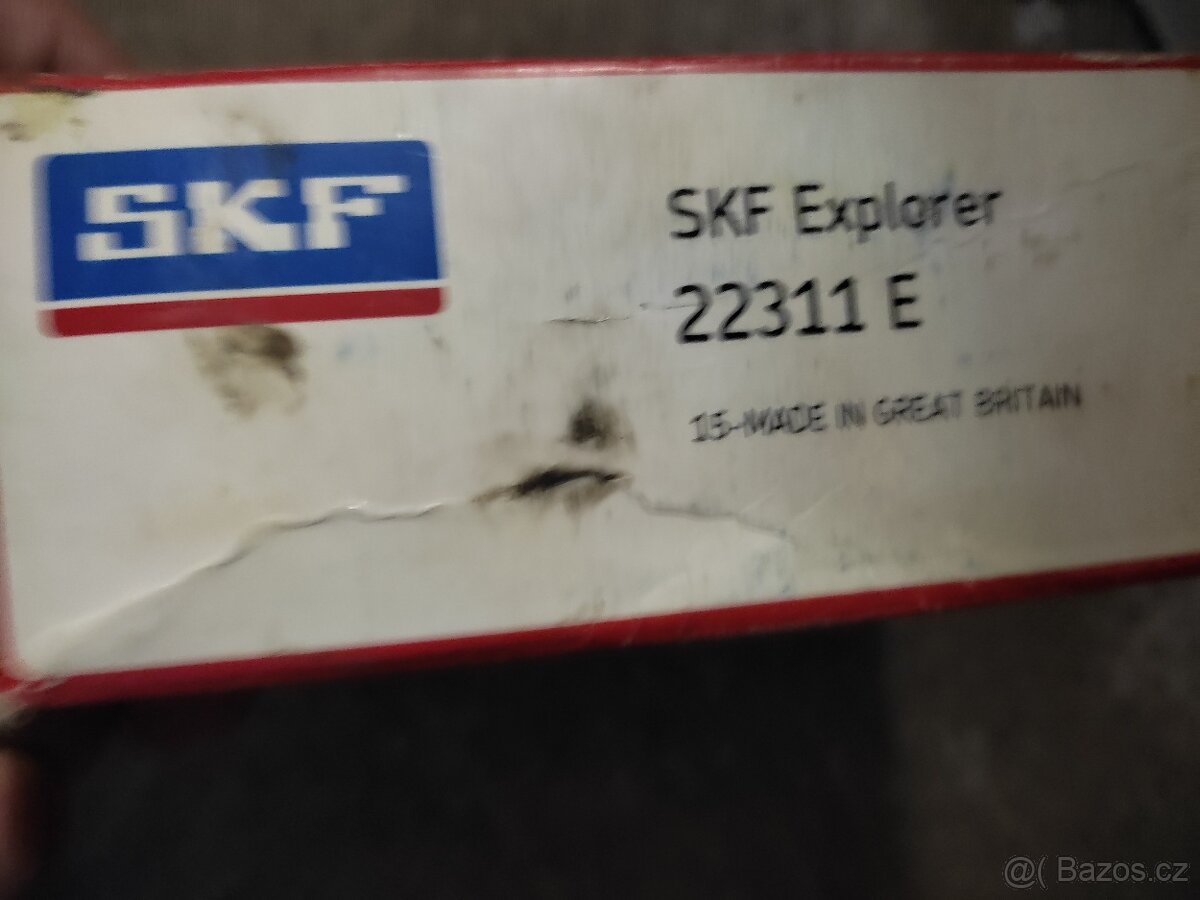 SKF
SKF Explorer
22311 E
15-MADE IN GREAT BRITAIN
@( Bazos.cz